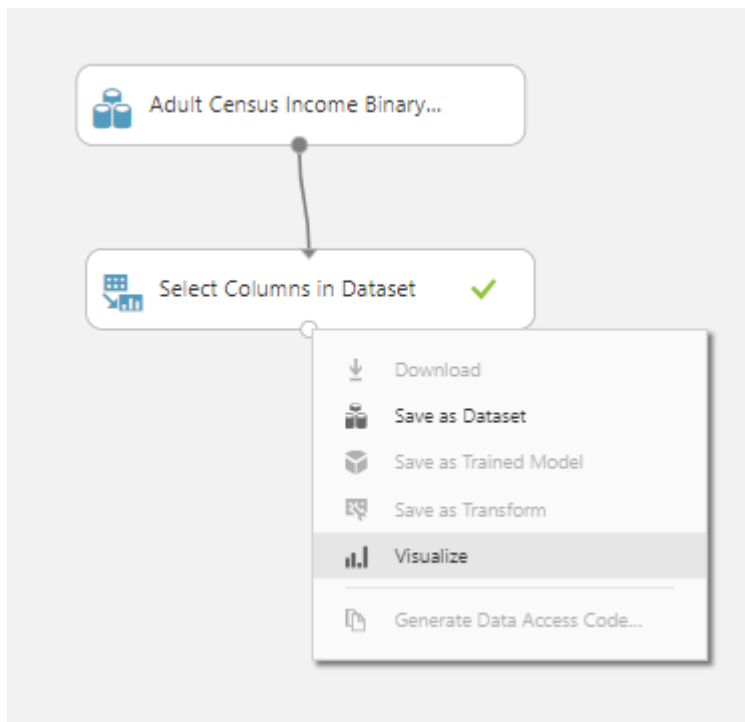 Adult Census Income Binary...
Select Columns in Dataset
Download
Save as Dataset
Save as Trained Model
Save as Transform
Visualize
Generate Data Access Code...